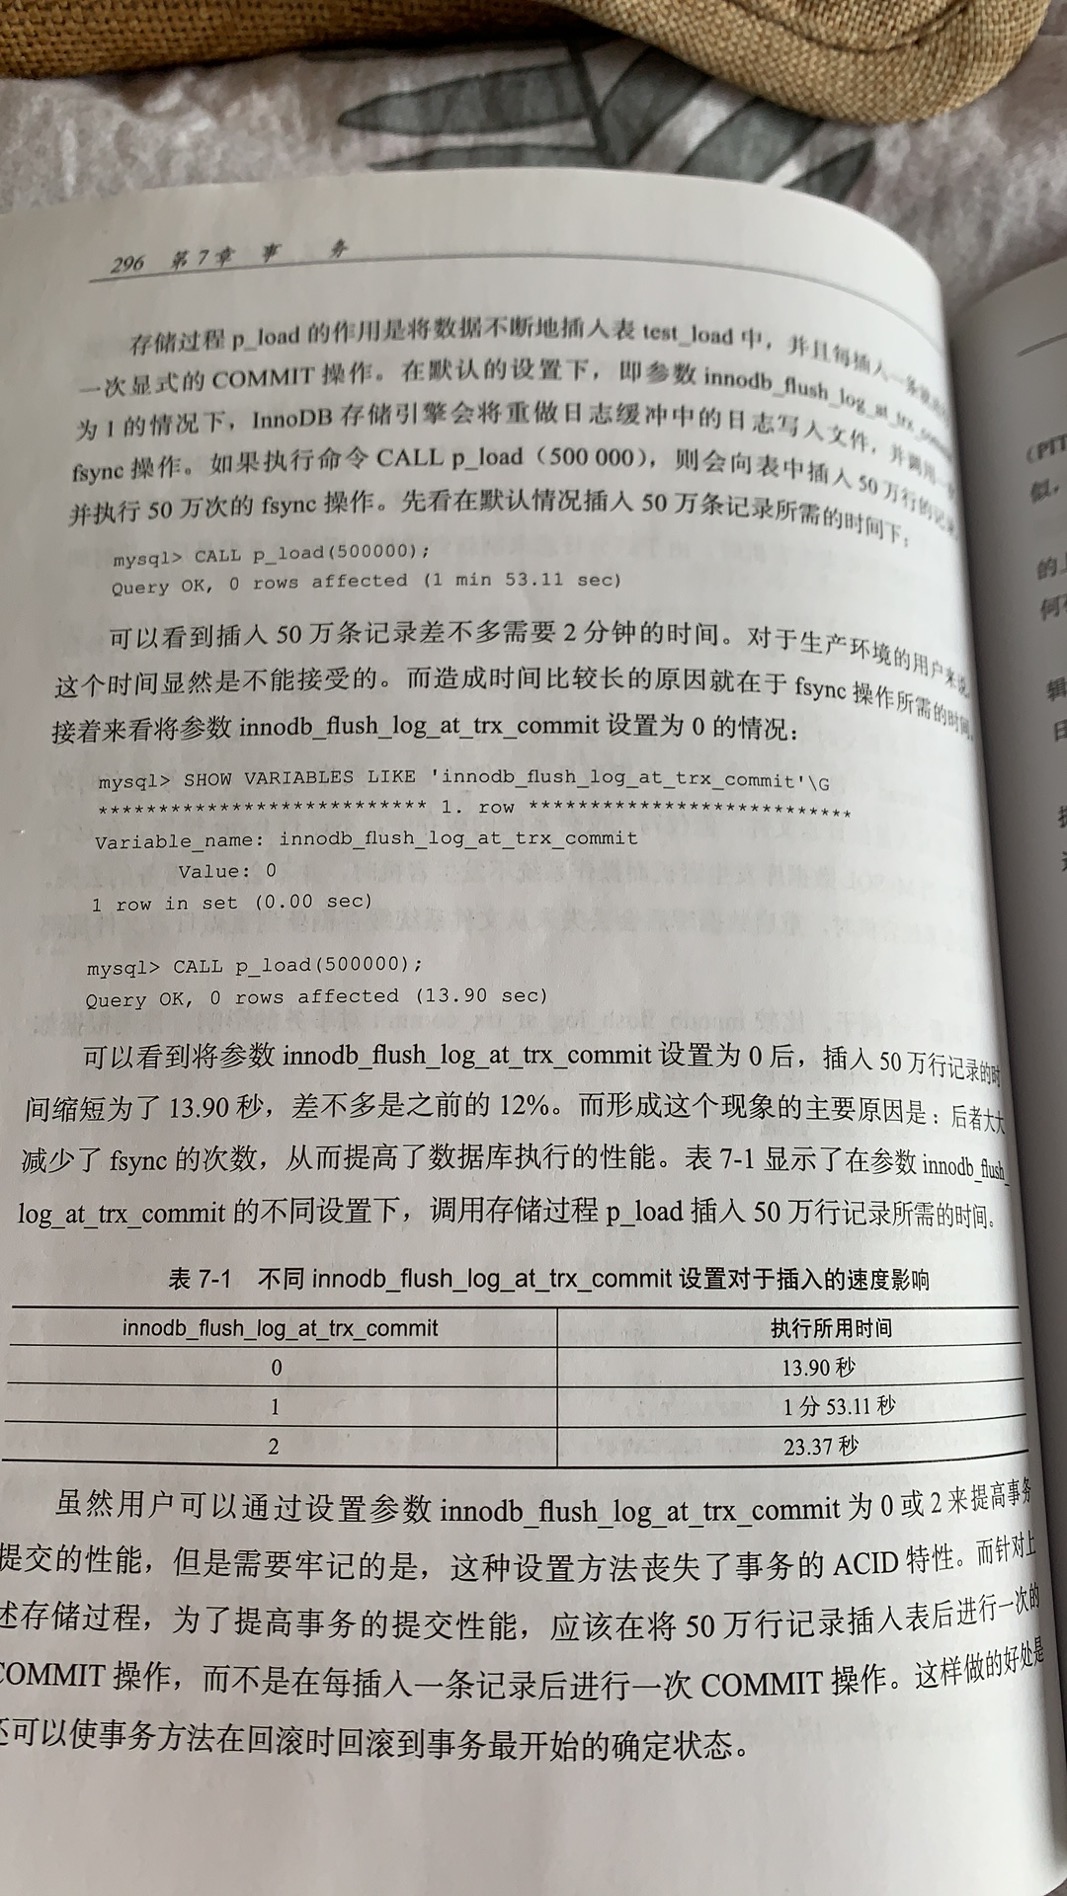 296 第7章 事 务
存储过程 p_load 的作用是将数据不断地插入表 test_load 中，并且每插入一条
一次显式的 COMMIT 操作。在默认的设置下，即参数 innodb_flush_log_at_trx_
为 1 的情况下，InnoDB 存储引擎会将重做日志缓冲中的日志写入文件，并调用一
fsync 操作。如果执行命令 CALL p_load（500 000），则会向表中插入 50 万行的记录，
并执行 50 万次的 fsync 操作。先看在默认情况插入 50 万条记录所需的时间下：
mysql> CALL p_load(500000);
Query OK, 0 rows affected (1 min 53.11 sec)
可以看到插入 50 万条记录差不多需要 2 分钟的时间。对于生产环境的用户来说，
这个时间显然是不能接受的。而造成时间比较长的原因就在于 fsync 操作所需的时间。
接着来看将参数 innodb_flush_log_at_trx_commit 设置为 0 的情况：
mysql> SHOW VARIABLES LIKE 'innodb_flush_log_at_trx_commit'\G
*************************** 1. row ***************************
Variable_name: innodb_flush_log_at_trx_commit
Value: 0
1 row in set (0.00 sec)
mysql> CALL p_load(500000);
Query OK, 0 rows affected (13.90 sec)
可以看到将参数 innodb_flush_log_at_trx_commit 设置为 0 后，插入 50 万行记录的时
间缩短为了 13.90 秒，差不多是之前的 12%。而形成这个现象的主要原因是：后者大大
减少了 fsync 的次数，从而提高了数据库执行的性能。表 7-1 显示了在参数 innodb_flush_
log_at_trx_commit 的不同设置下，调用存储过程 p_load 插入 50 万行记录所需的时间。
表 7-1 不同 innodb_flush_log_at_trx_commit 设置对于插入的速度影响
innodb_flush_log_at_trx_commit 执行所用时间
0 13.90 秒
1 1 分 53.11 秒
2 23.37 秒
虽然用户可以通过设置参数 innodb_flush_log_at_trx_commit 为 0 或 2 来提高事务
提交的性能，但是需要牢记的是，这种设置方法丧失了事务的 ACID 特性。而针对上
述存储过程，为了提高事务的提交性能，应该在将 50 万行记录插入表后进行一次的
COMMIT 操作，而不是在每插入一条记录后进行一次 COMMIT 操作。这样做的好处是
还可以使事务方法在回滚时回滚到事务最开始的确定状态。
（PIT
似，
的上
何
辑
日